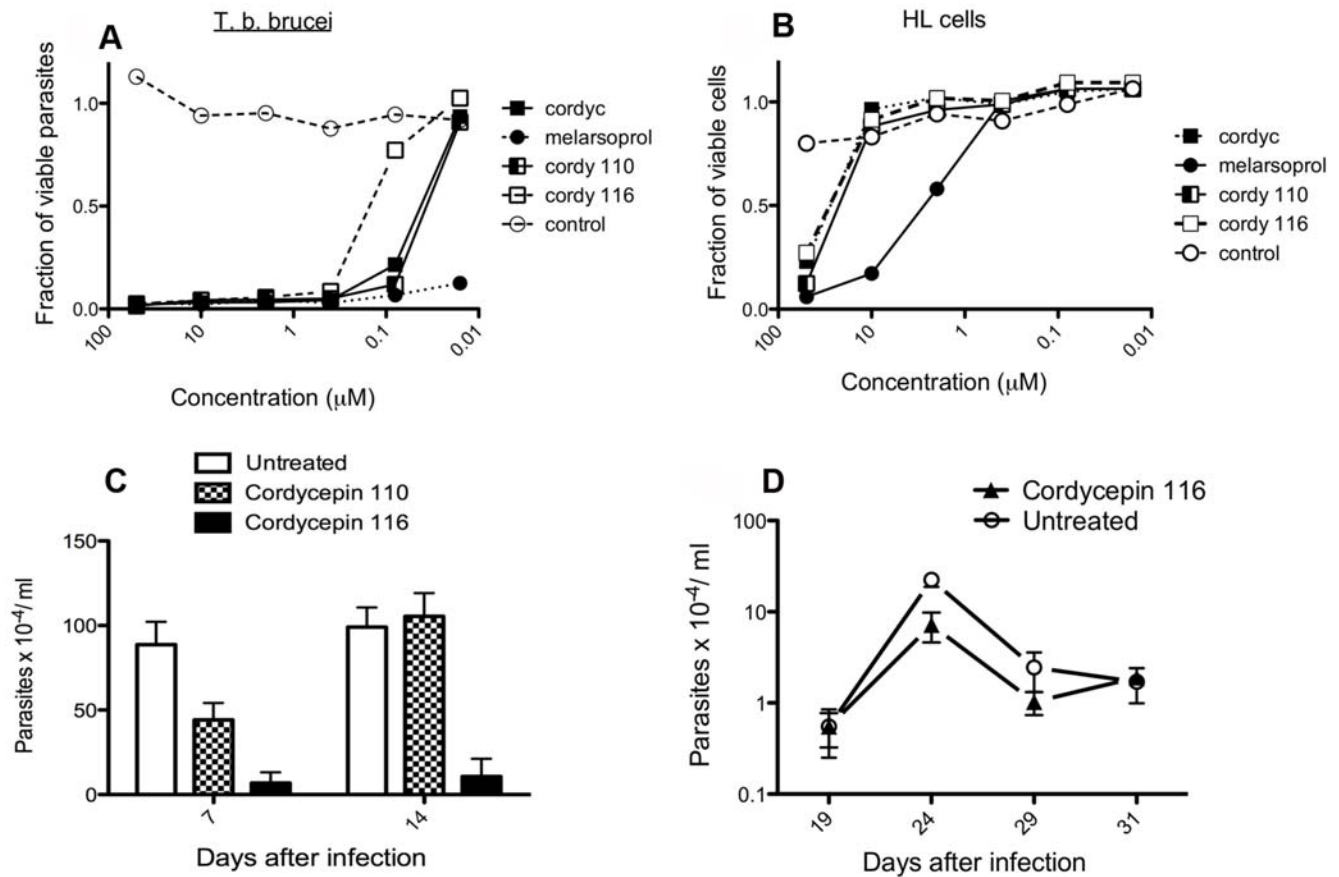 A
T. b. brucei
Fraction of viable parasites
1.0
0.5
0.0
100
10
1
0.1
0.01
Concentration (μM)
cordyc
melarsoprol
cordy 110
cordy 116
control
B
HL cells
Fraction of viable cells
1.0
0.5
0.0
100
10
1
0.1
0.01
Concentration (μM)
cordyc
melarsoprol
cordy 110
cordy 116
control
C
Untreated
Cordycepin 110
Cordycepin 116
Parasites x 10⁻⁴/ ml
150
100
50
0
7
14
Days after infection
D
Cordycepin 116
Untreated
Parasites x 10⁻⁴/ ml
100
10
1
0.1
19
24
29
31
Days after infection